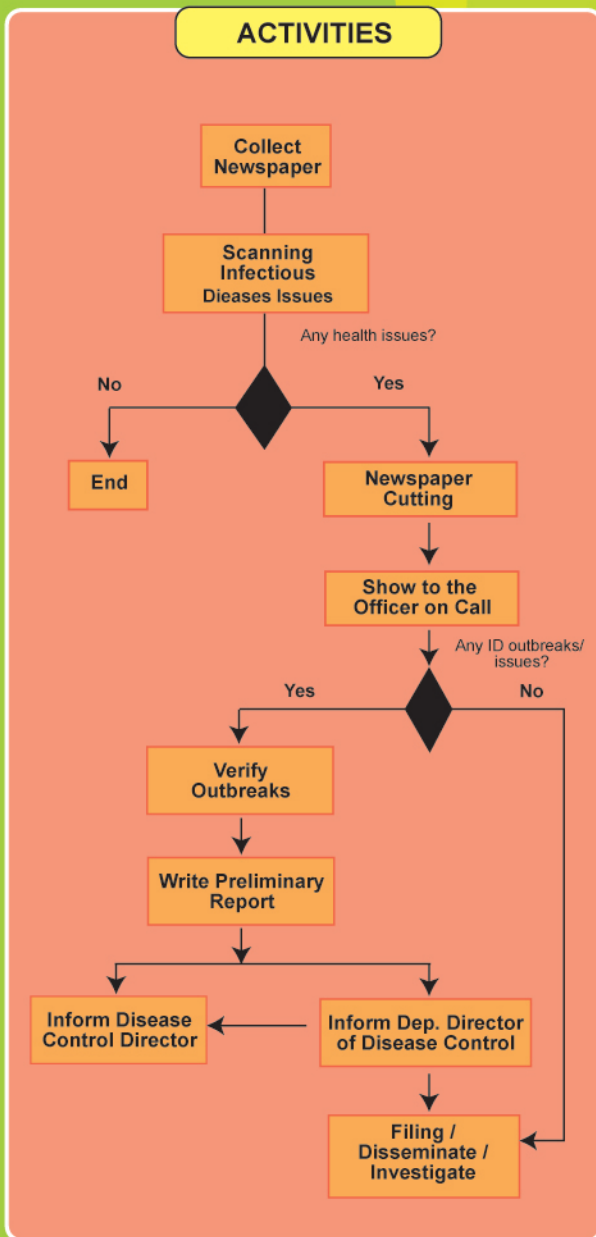 ACTIVITIES
Collect
Newspaper
Scanning
Infectious
Dieases Issues
Any health issues?
No
Yes
End
Newspaper
Cutting
Show to the
Officer on Call
Any ID outbreaks/
issues?
Yes
No
Verify
Outbreaks
Write Preliminary
Report
Inform Disease
Control Director
Inform Dep. Director
of Disease Control
Filing /
Disseminate /
Investigate